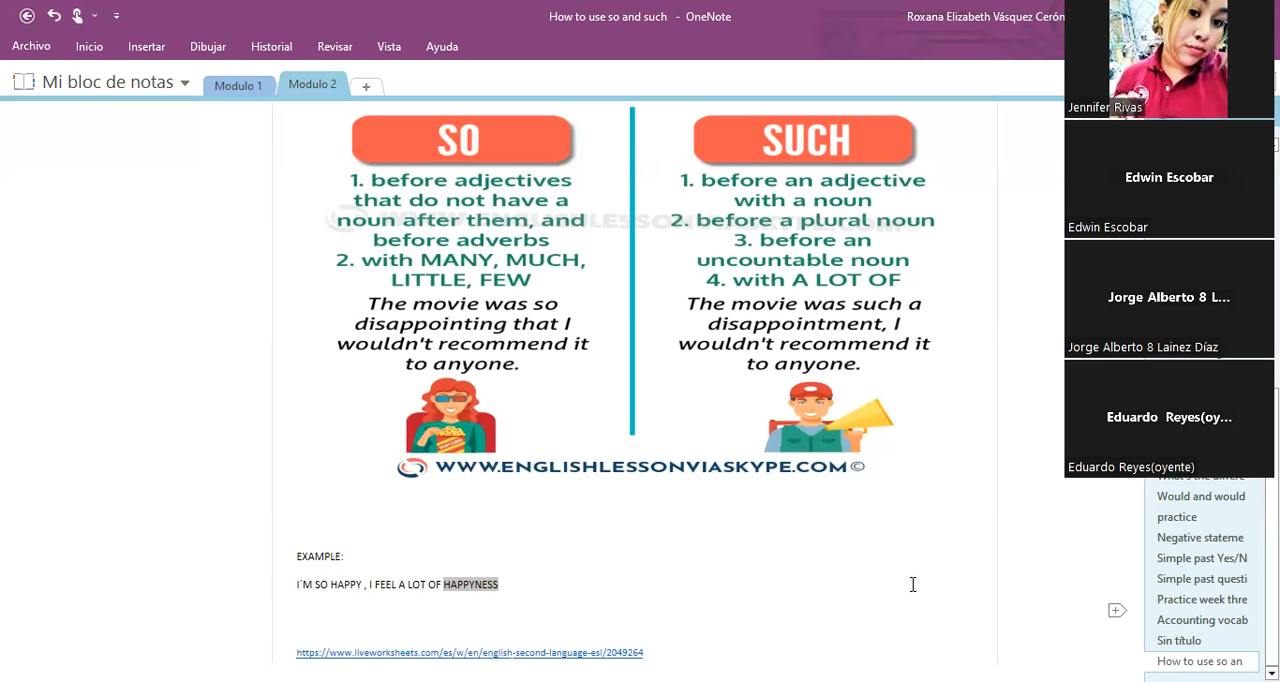 How to use so and such - OneNote
Roxana Elizabeth Vásquez Cerón
Archivo
Inicio
Insertar
Dibujar
Historial
Revisar
Vista
Ayuda
Mi bloc de notas
Modulo 1
Modulo 2
SO
1. before adjectives
that do not have a
noun after them, and
before adverbs
2. with MANY, MUCH,
LITTLE, FEW
The movie was so
disappointing that I
wouldn't recommend it
to anyone.
SUCH
1. before an adjective
with a noun
2. before a plural noun
3. before an
uncountable noun
4. with A LOT OF
The movie was such a
disappointment, I
wouldn't recommend it
to anyone.
WWW.ENGLISHLESSONVIASKYPE.COM©
EXAMPLE:
I´M SO HAPPY , I FEEL A LOT OF HAPPYNESS
https://www.liveworksheets.com/es/w/en/english-second-language-esl/2049264
Jennifer Rivas
Edwin Escobar
Edwin Escobar
Jorge Alberto 8 L...
Jorge Alberto 8 Lainez Díaz
Eduardo Reyes(oy...
Eduardo Reyes(oyente)
What's the differe
Would and would
practice
Negative stateme
Simple past Yes/N
Simple past questi
Practice week thre
Accounting vocab
Sin título
How to use so an